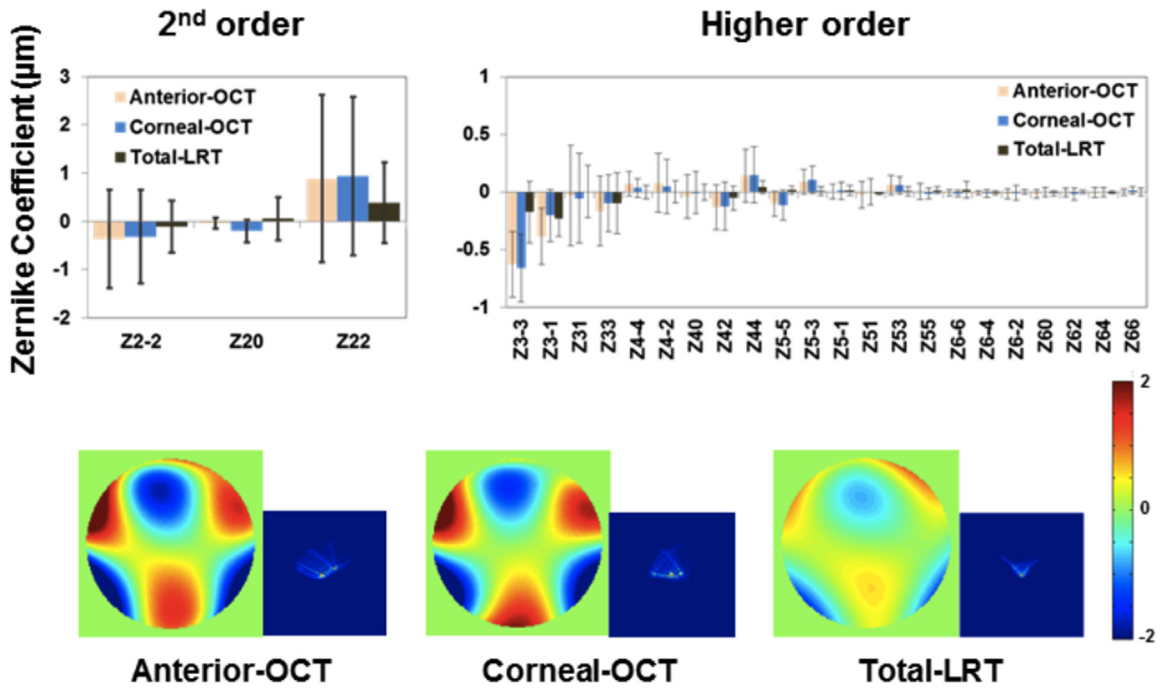 2nd order
Higher order
Zernike Coefficient (μm)
3
2
1
0
-1
-2
Anterior-OCT
Corneal-OCT
Total-LRT
Z2-2 Z20 Z22
1
0.5
0
-0.5
-1
Anterior-OCT
Corneal-OCT
Total-LRT
Z3-3 Z3-1 Z31 Z33 Z4-4 Z4-2 Z40 Z42 Z44 Z5-5 Z5-3 Z5-1 Z51 Z53 Z55 Z6-6 Z6-4 Z6-2 Z60 Z62 Z64 Z66
2
0
-2
Anterior-OCT Corneal-OCT Total-LRT